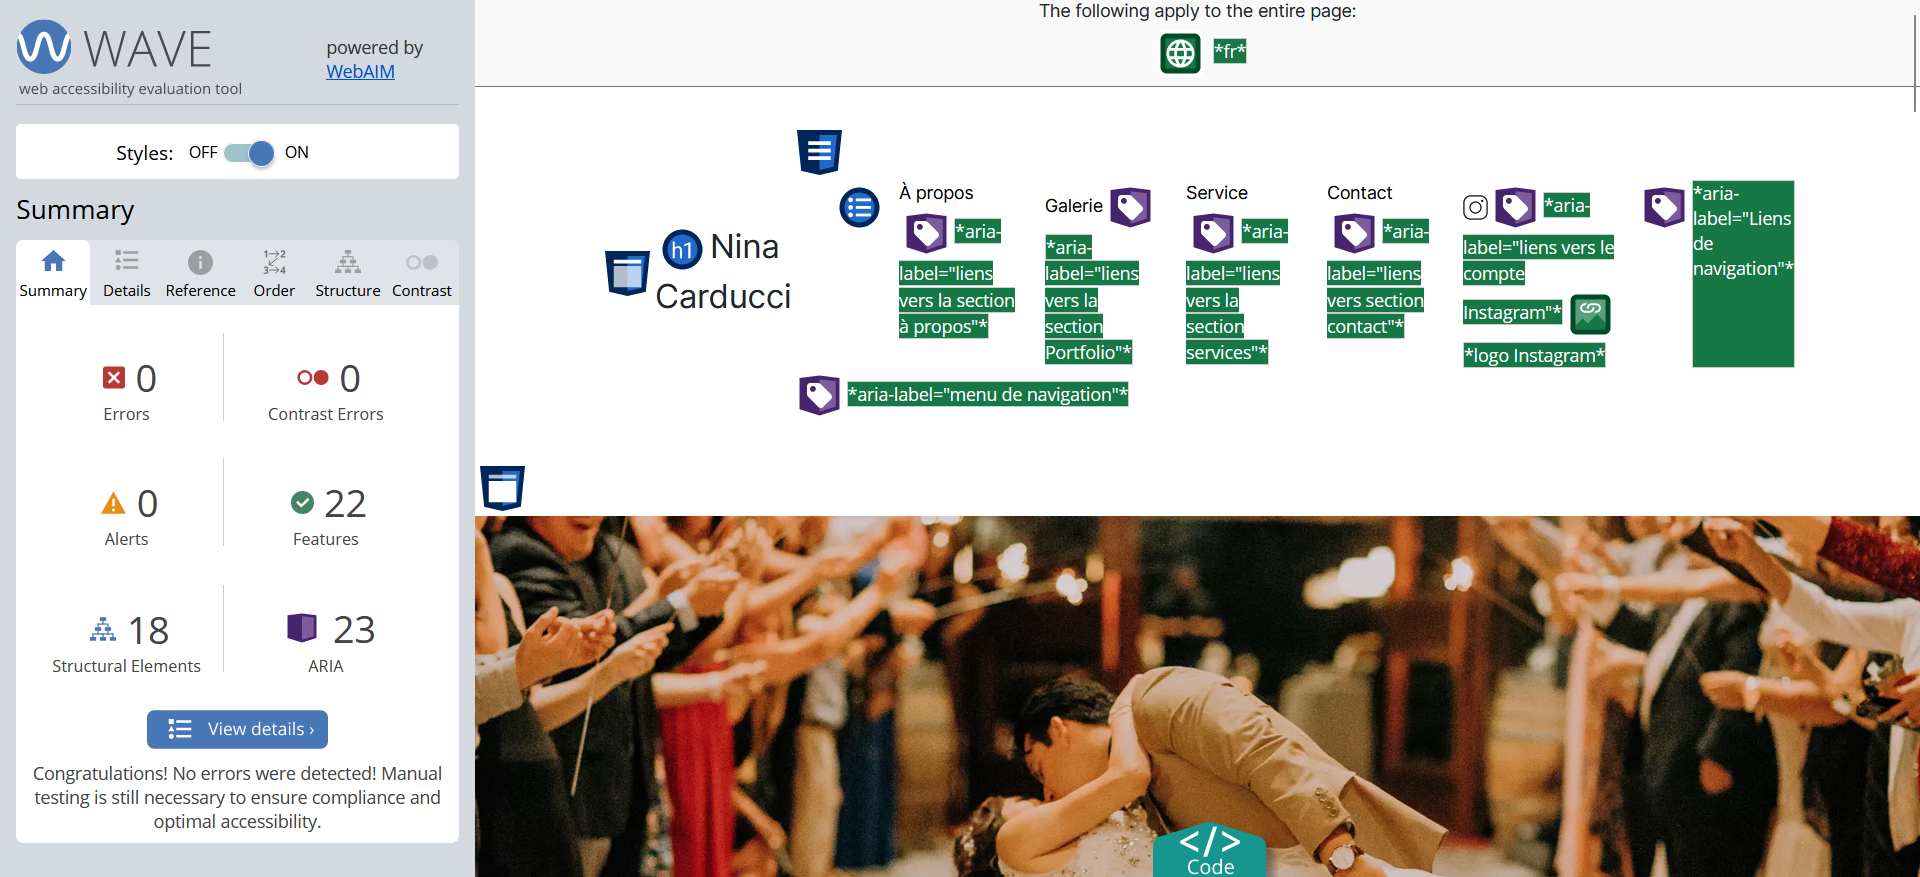 WAVE
powered by
WebAIM
web accessibility evaluation tool
Styles: OFF ON
Summary
Summary Details Reference Order Structure Contrast
0
Errors
0
Contrast Errors
0
Alerts
22
Features
18
Structural Elements
23
ARIA
View details ›
Congratulations! No errors were detected! Manual
testing is still necessary to ensure compliance and
optimal accessibility.
The following apply to the entire page:
*fr*
h1 Nina
Carducci
À propos
*aria-
label="liens
vers la section
à propos"*
Galerie
*aria-
label="liens
vers la
section
Portfolio"*
Service
*aria-
label="liens
vers la
section
services"*
Contact
*aria-
label="liens
vers section
contact"*
*aria-
label="liens vers le
compte
Instagram"*
*logo Instagram*
*aria-
label="Liens
de
navigation"*
*aria-label="menu de navigation"*
</>
Code